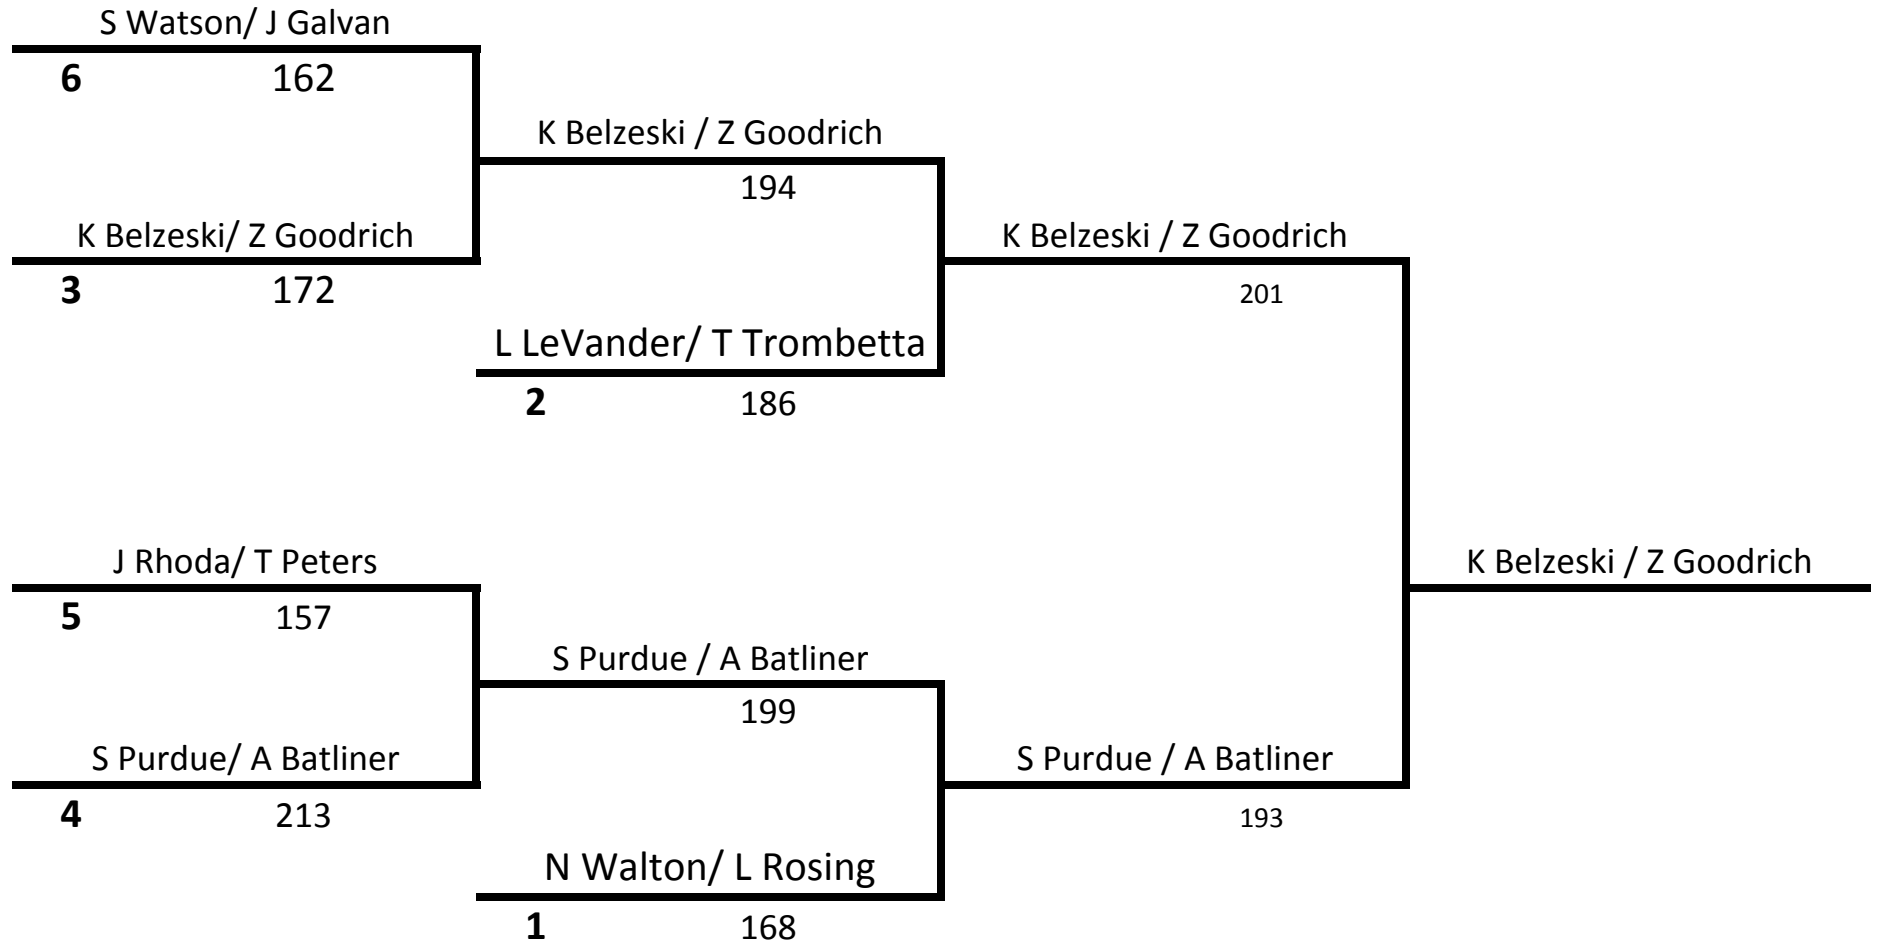 S Watson/ J Galvan
6 162
K Belzeski / Z Goodrich
194
K Belzeski/ Z Goodrich
3 172
K Belzeski / Z Goodrich
201
L LeVander/ T Trombetta
2 186
J Rhoda/ T Peters
5 157
K Belzeski / Z Goodrich
S Purdue / A Batliner
199
S Purdue/ A Batliner
4 213
S Purdue / A Batliner
193
N Walton/ L Rosing
1 168